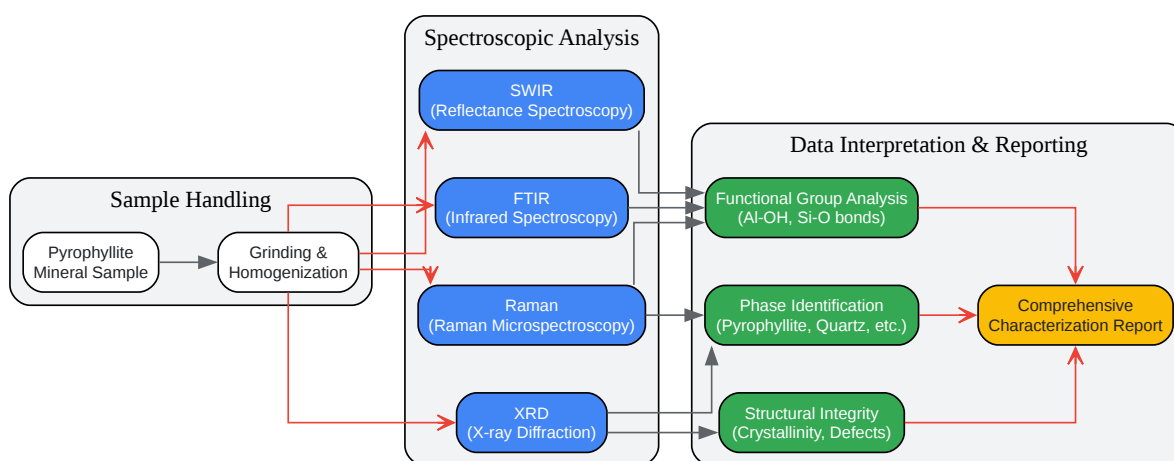 Sample Handling
Pyrophyllite
Mineral Sample
Grinding &
Homogenization
Spectroscopic Analysis
SWIR
(Reflectance Spectroscopy)
FTIR
(Infrared Spectroscopy)
Raman
(Raman Microspectroscopy)
XRD
(X-ray Diffraction)
Data Interpretation & Reporting
Functional Group Analysis
(Al-OH, Si-O bonds)
Phase Identification
(Pyrophyllite, Quartz, etc.)
Structural Integrity
(Crystallinity, Defects)
Comprehensive
Characterization Report